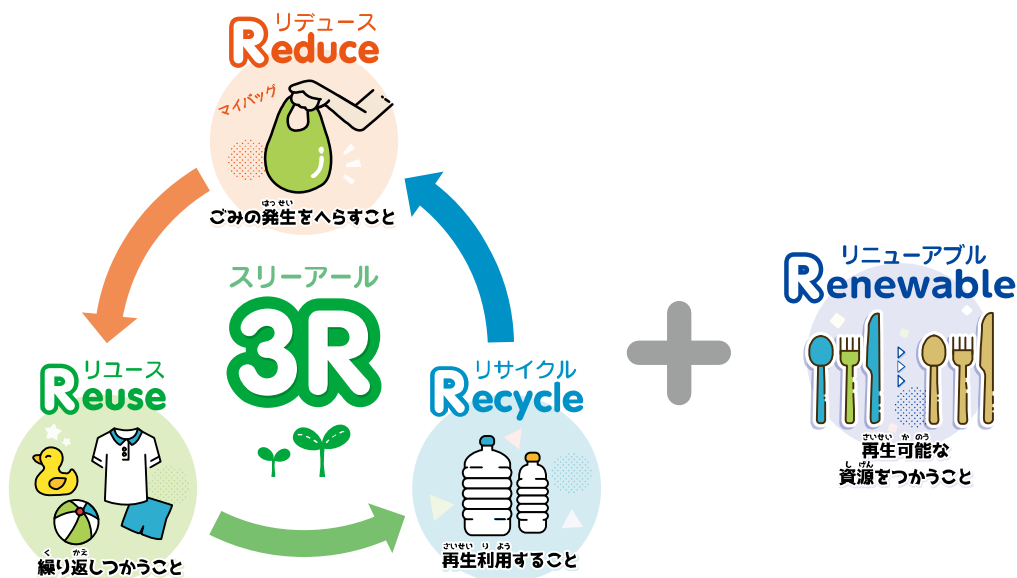 リデュース
Reduce
マイバッグ
はっせい
ごみの発生をへらすこと
スリーアール
3R
リユース
Reuse
く かえ
繰り返しつかうこと
リサイクル
Recycle
さいせい り よう
再生利用すること
リニューアブル
Renewable
さいせい か のう
再生可能な
し げん
資源をつかうこと